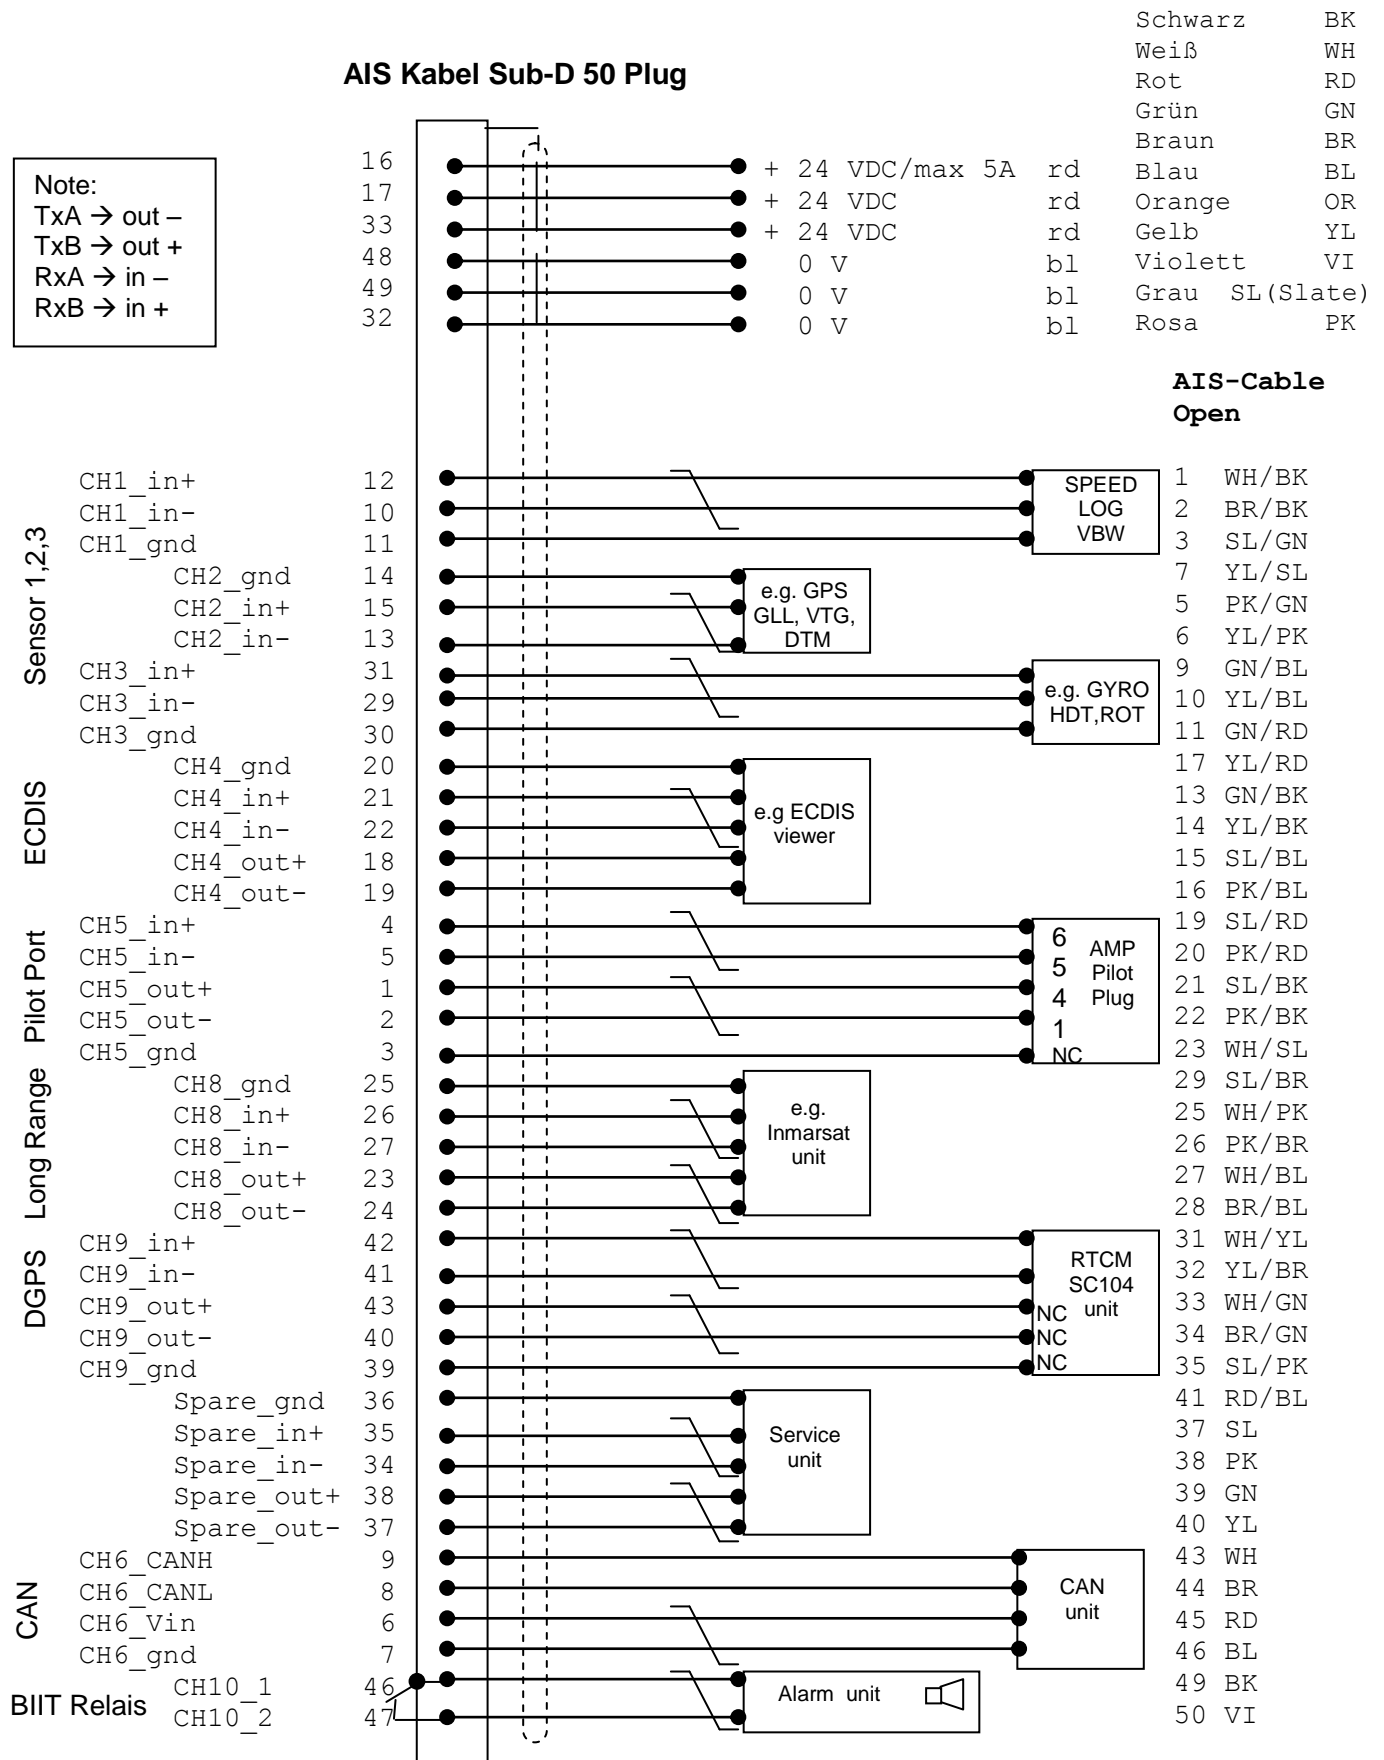 Schwarz BK
Weiß WH
Rot RD
Grün GN
Braun BR
Blau BL
Orange OR
Gelb YL
Violett VI
Grau SL(Slate)
Rosa PK
AIS Kabel Sub-D 50 Plug
Note:
TxA → out –
TxB → out +
RxA → in –
RxB → in +
16 + 24 VDC/max 5A rd
17 + 24 VDC rd
33 + 24 VDC rd
48 0 V bl
49 0 V bl
32 0 V bl
AIS-Cable
Open
Sensor 1,2,3
CH1_in+ 12 1 WH/BK
CH1_in- 10 2 BR/BK
CH1_gnd 11 3 SL/GN
SPEED
LOG
VBW
CH2_gnd 14 7 YL/SL
CH2_in+ 15 5 PK/GN
CH2_in- 13 6 YL/PK
e.g. GPS
GLL, VTG,
DTM
CH3_in+ 31 9 GN/BL
CH3_in- 29 10 YL/BL
CH3_gnd 30 11 GN/RD
e.g. GYRO
HDT,ROT
ECDIS
CH4_gnd 20 17 YL/RD
CH4_in+ 21 13 GN/BK
CH4_in- 22 14 YL/BK
CH4_out+ 18 15 SL/BL
CH4_out- 19 16 PK/BL
e.g ECDIS
viewer
Pilot Port
CH5_in+ 4 6 19 SL/RD
CH5_in- 5 5 20 PK/RD
CH5_out+ 1 4 21 SL/BK
CH5_out- 2 1 22 PK/BK
CH5_gnd 3 NC 23 WH/SL
AMP
Pilot
Plug
Long Range
CH8_gnd 25 29 SL/BR
CH8_in+ 26 25 WH/PK
CH8_in- 27 26 PK/BR
CH8_out+ 23 27 WH/BL
CH8_out- 24 28 BR/BL
e.g.
Inmarsat
unit
DGPS
CH9_in+ 42 31 WH/YL
CH9_in- 41 32 YL/BR
CH9_out+ 43 NC 33 WH/GN
CH9_out- 40 NC 34 BR/GN
CH9_gnd 39 NC 35 SL/PK
RTCM
SC104
unit
Spare_gnd 36 41 RD/BL
Spare_in+ 35 37 SL
Spare_in- 34 38 PK
Spare_out+ 38 39 GN
Spare_out- 37 40 YL
Service
unit
CAN
CH6_CANH 9 43 WH
CH6_CANL 8 44 BR
CH6_Vin 6 45 RD
CH6_gnd 7 46 BL
CAN
unit
BIIT Relais
CH10_1 46 49 BK
CH10_2 47 50 VI
Alarm unit